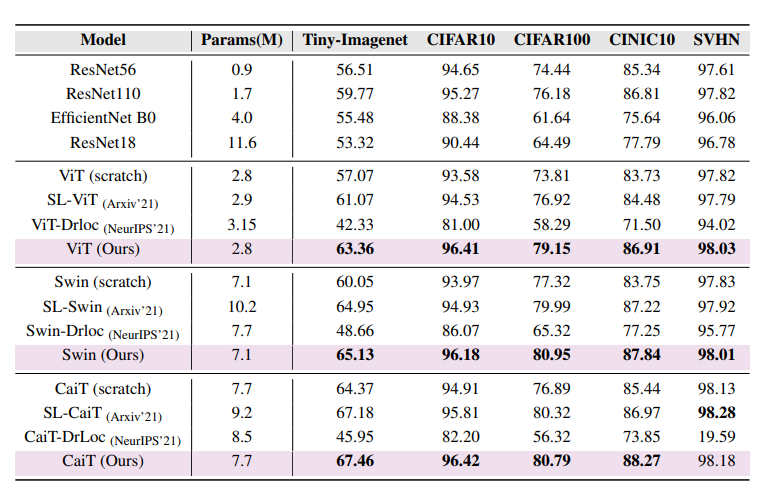 Model Params(M) Tiny-Imagenet CIFAR10 CIFAR100 CINIC10 SVHN
ResNet56 0.9 56.51 94.65 74.44 85.34 97.61
ResNet110 1.7 59.77 95.27 76.18 86.81 97.82
EfficientNet B0 4.0 55.48 88.38 61.64 75.64 96.06
ResNet18 11.6 53.32 90.44 64.49 77.79 96.78
ViT (scratch) 2.8 57.07 93.58 73.81 83.73 97.82
SL-ViT (Arxiv'21) 2.9 61.07 94.53 76.92 84.48 97.79
ViT-Drloc (NeurIPS'21) 3.15 42.33 81.00 58.29 71.50 94.02
ViT (Ours) 2.8 63.36 96.41 79.15 86.91 98.03
Swin (scratch) 7.1 60.05 93.97 77.32 83.75 97.83
SL-Swin (Arxiv'21) 10.2 64.95 94.93 79.99 87.22 97.92
Swin-Drloc (NeurIPS'21) 7.7 48.66 86.07 65.32 77.25 95.77
Swin (Ours) 7.1 65.13 96.18 80.95 87.84 98.01
CaiT (scratch) 7.7 64.37 94.91 76.89 85.44 98.13
SL-CaiT (Arxiv'21) 9.2 67.18 95.81 80.32 86.97 98.28
CaiT-DrLoc (NeurIPS'21) 8.5 45.95 82.20 56.32 73.85 19.59
CaiT (Ours) 7.7 67.46 96.42 80.79 88.27 98.18